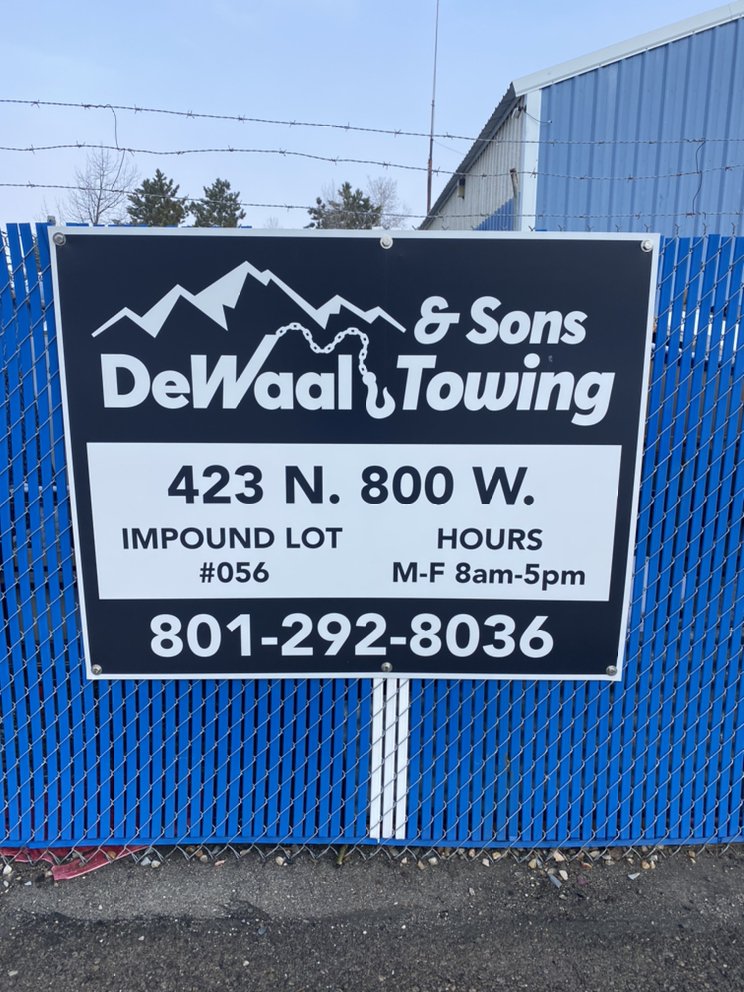 DeWaal & Sons
Towing
423 N. 800 W.
IMPOUND LOT
#056
HOURS
M-F 8am-5pm
801-292-8036